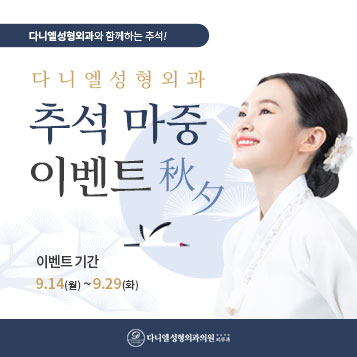 다니엘성형외과와 함께하는 추석!
다니엘성형외과
추석 마중
이벤트 秋夕
이벤트 기간
9.14(월) ~ 9.29(화)
다니엘성형외과의원